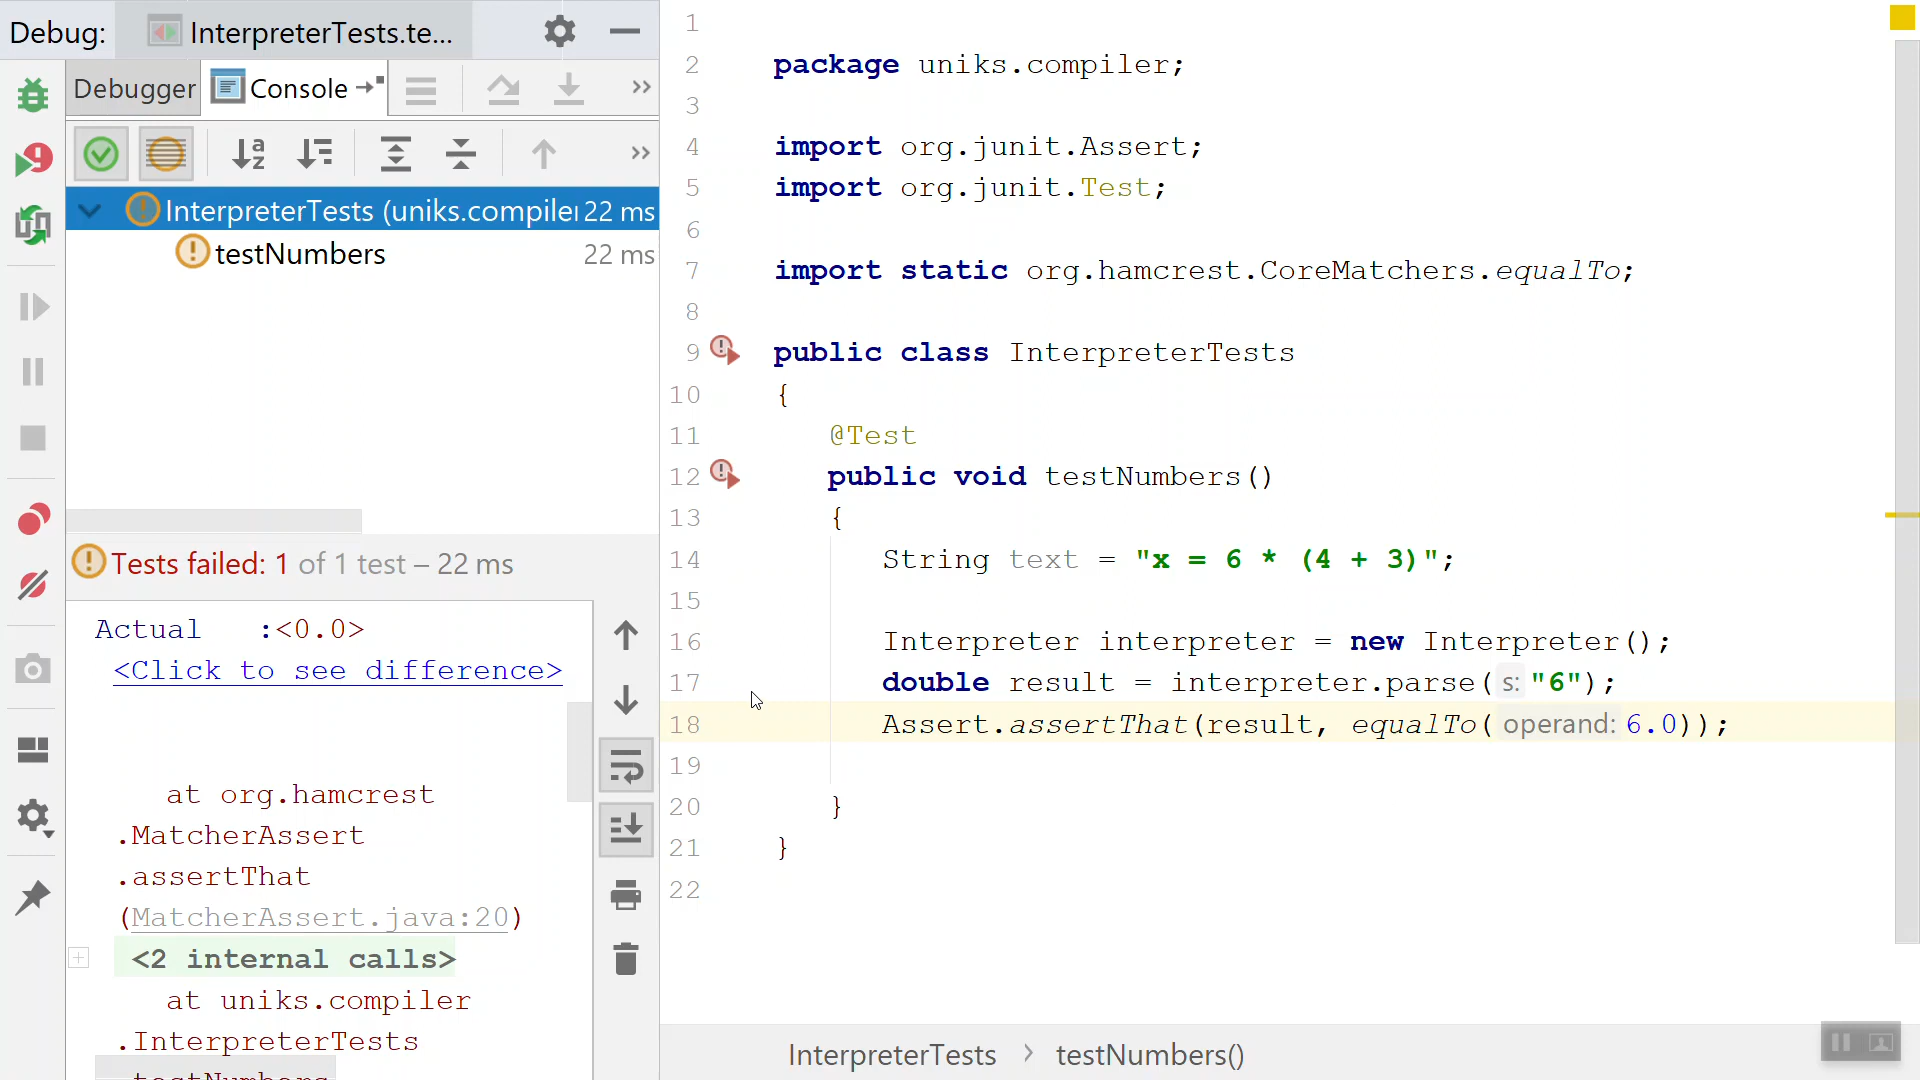 Debug: InterpreterTests.te...
Debugger Console
InterpreterTests (uniks.compiler 22 ms
testNumbers 22 ms
Tests failed: 1 of 1 test – 22 ms
Actual :<0.0>
<Click to see difference>
at org.hamcrest
.MatcherAssert
.assertThat
(MatcherAssert.java:20)
<2 internal calls>
at uniks.compiler
.InterpreterTests
.testNumbers
1
2 package uniks.compiler;
3
4 import org.junit.Assert;
5 import org.junit.Test;
6
7 import static org.hamcrest.CoreMatchers.equalTo;
8
9 public class InterpreterTests
10 {
11 @Test
12 public void testNumbers()
13 {
14 String text = "x = 6 * (4 + 3)";
15
16 Interpreter interpreter = new Interpreter();
17 double result = interpreter.parse( s: "6");
18 Assert.assertThat(result, equalTo( operand: 6.0));
19
20 }
21 }
22
InterpreterTests > testNumbers()